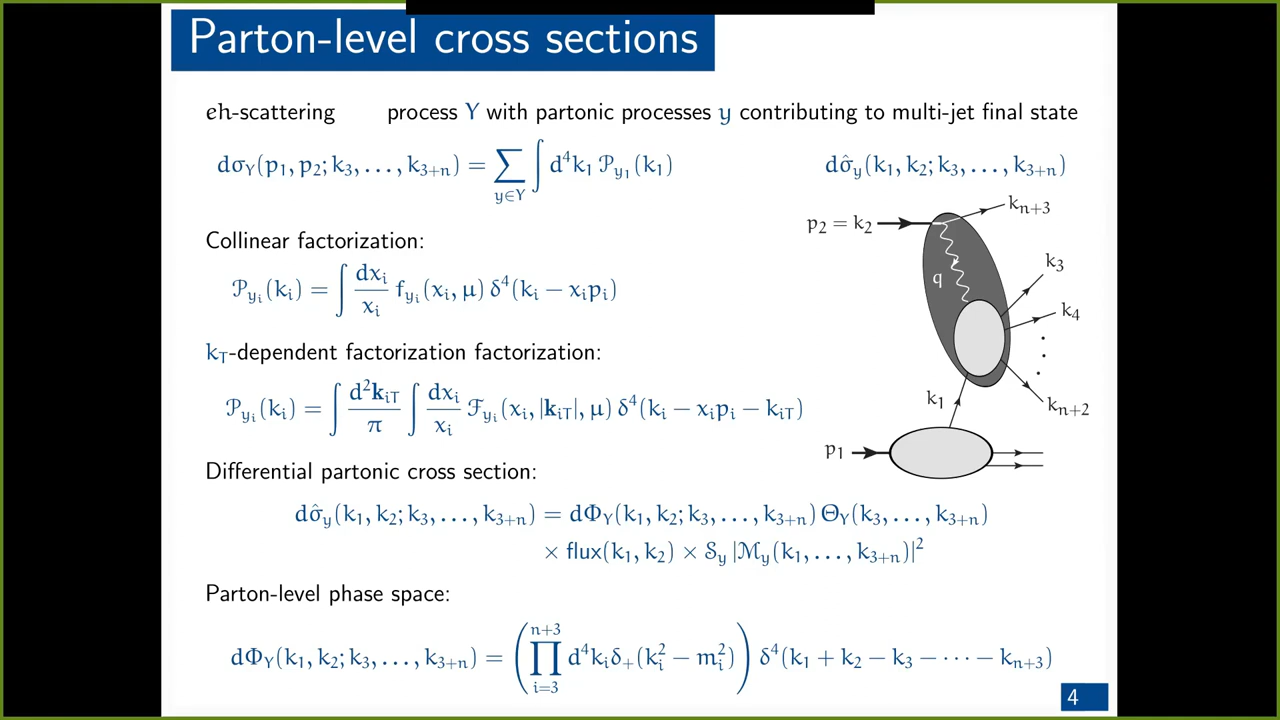 Parton-level cross sections
eh-scattering process Y with partonic processes y contributing to multi-jet final state
dσ_Y(p_1, p_2; k_3, ..., k_{3+n}) = ∑_{y∈Y} ∫ d^4k_1 𝒫_{y_1}(k_1) dσ̂_y(k_1, k_2; k_3, ..., k_{3+n})
Collinear factorization:
𝒫_{y_i}(k_i) = ∫ dx_i/x_i f_{y_i}(x_i, μ) δ^4(k_i − x_ip_i)
k_T-dependent factorization factorization:
𝒫_{y_i}(k_i) = ∫ d^2𝐤_{iT}/π ∫ dx_i/x_i ℱ_{y_i}(x_i, |𝐤_{iT}|, μ) δ^4(k_i − x_ip_i − k_{iT})
Differential partonic cross section:
dσ̂_y(k_1, k_2; k_3, ..., k_{3+n}) = dΦ_Y(k_1, k_2; k_3, ..., k_{3+n}) Θ_Y(k_3, ..., k_{3+n})
× flux(k_1, k_2) × 𝒮_y |ℳ_y(k_1, ..., k_{3+n})|^2
Parton-level phase space:
dΦ_Y(k_1, k_2; k_3, ..., k_{3+n}) = (∏_{i=3}^{n+3} d^4k_iδ_+(k_i^2 − m_i^2)) δ^4(k_1 + k_2 − k_3 − ··· − k_{n+3})
p_2 = k_2
k_{n+3}
q
k_3
k_4
k_{n+2}
k_1
p_1
4